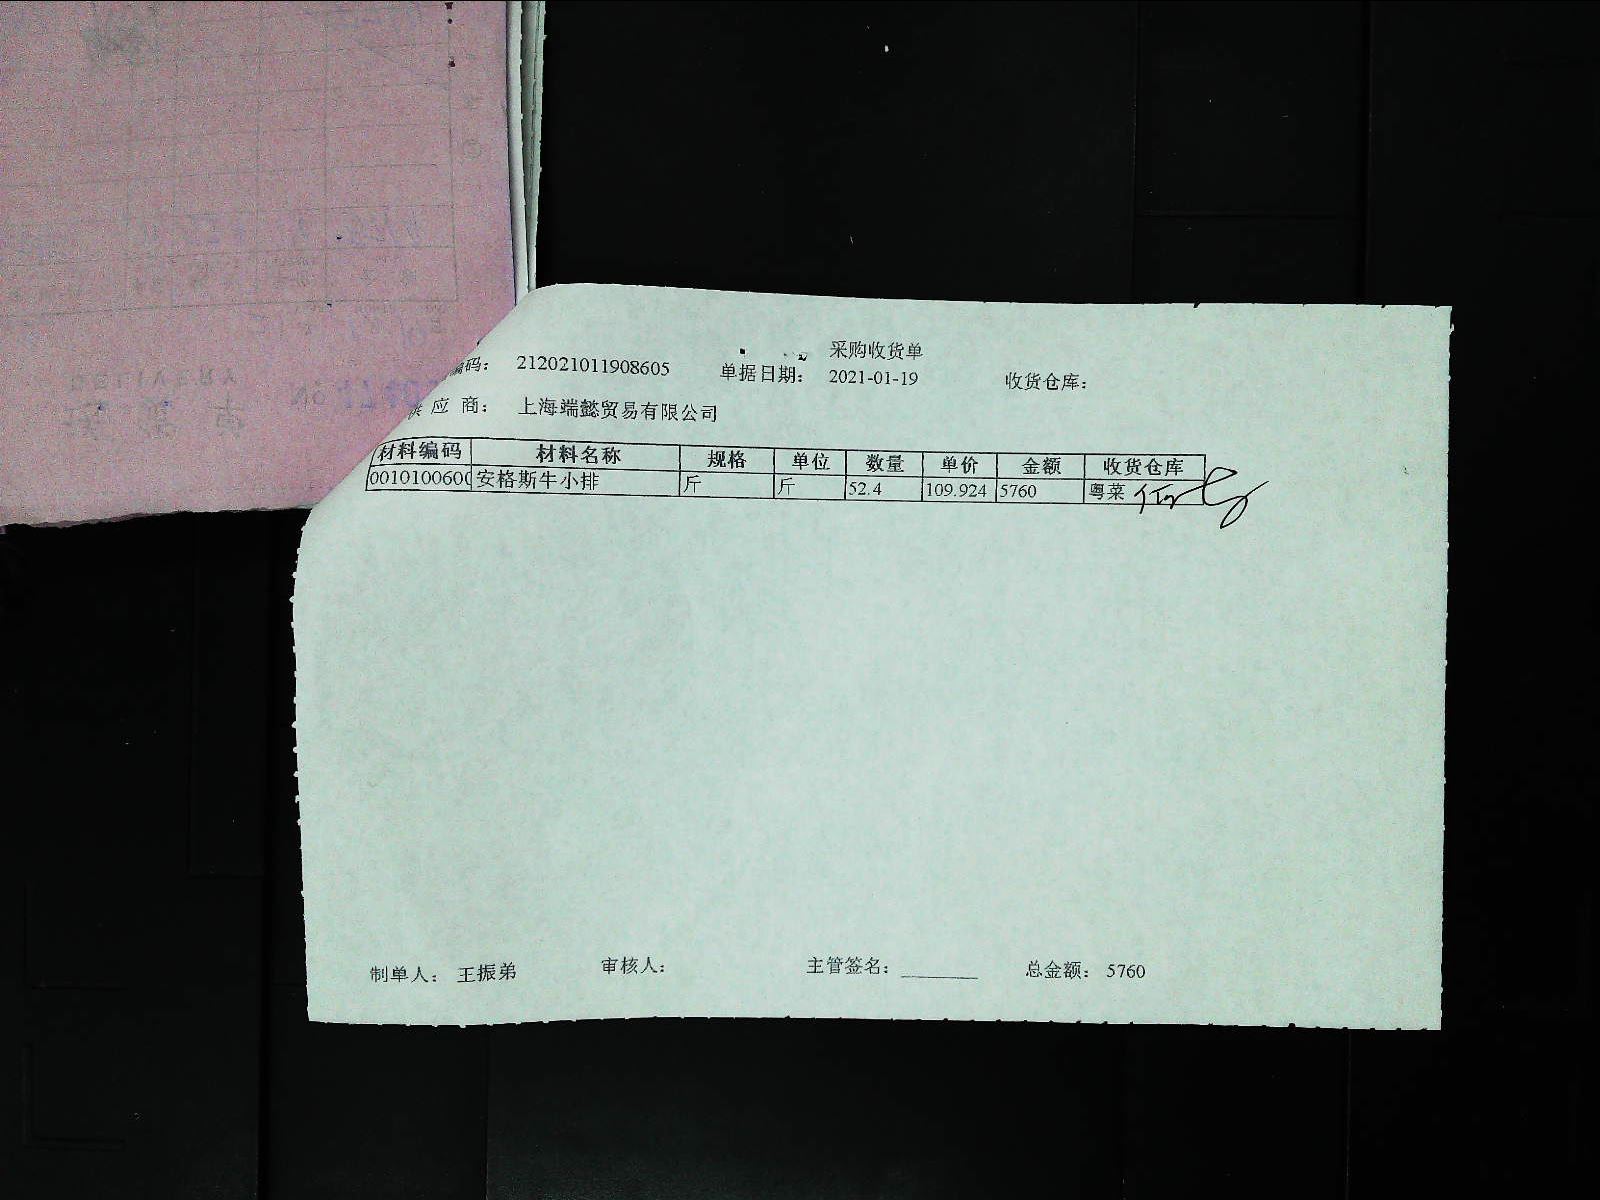 采购收货单
编码： 212021011908605 单据日期： 2021-01-19 收货仓库：
供 应 商： 上海端懿贸易有限公司
材料编码 材料名称 规格 单位 数量 单价 金额 收货仓库
0010100600 安格斯牛小排 斤 斤 52.4 109.924 5760 粤菜
制单人： 王振弟 审核人： 主管签名： ________ 总金额： 5760